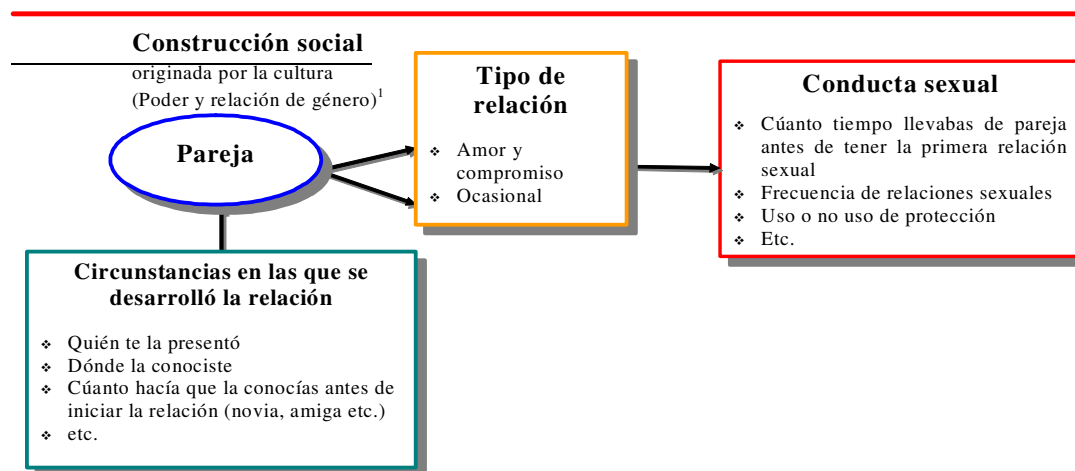 Construcción social
originada por la cultura
(Poder y relación de género)1
Pareja
Tipo de
relación
❖ Amor y
compromiso
❖ Ocasional
Conducta sexual
❖ Cúanto tiempo llevabas de pareja
antes de tener la primera relación
sexual
❖ Frecuencia de relaciones sexuales
❖ Uso o no uso de protección
❖ Etc.
Circunstancias en las que se
desarrolló la relación
❖ Quién te la presentó
❖ Dónde la conociste
❖ Cúanto hacía que la conocías antes de
iniciar la relación (novia, amiga etc.)
❖ etc.